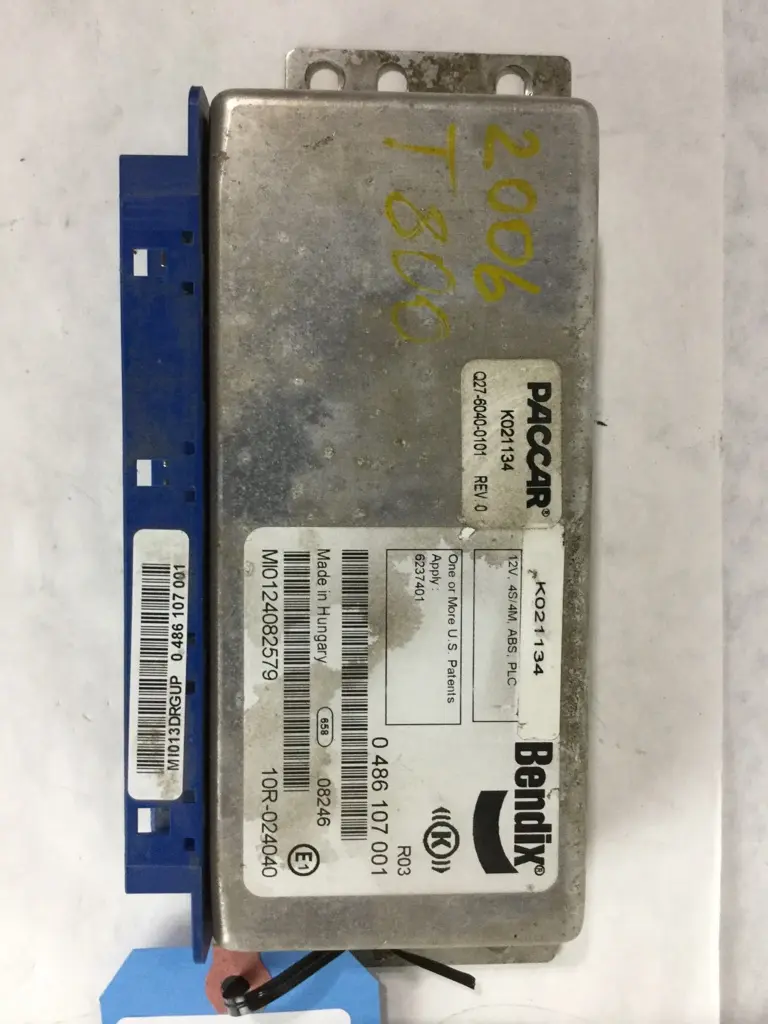 2006
T800
PACCAR®
K021134
Q27-6040-0101 REV.0
K021134
12V, 4S/4M, ABS, PLC
Bendix®
One or More U.S. Patents
Apply :
6237401
((K))
R03
0 486 107 001
Made in Hungary 658 08246
E1
MI0124082579 10R-024040
0 486 107 001
MI013DRGUP